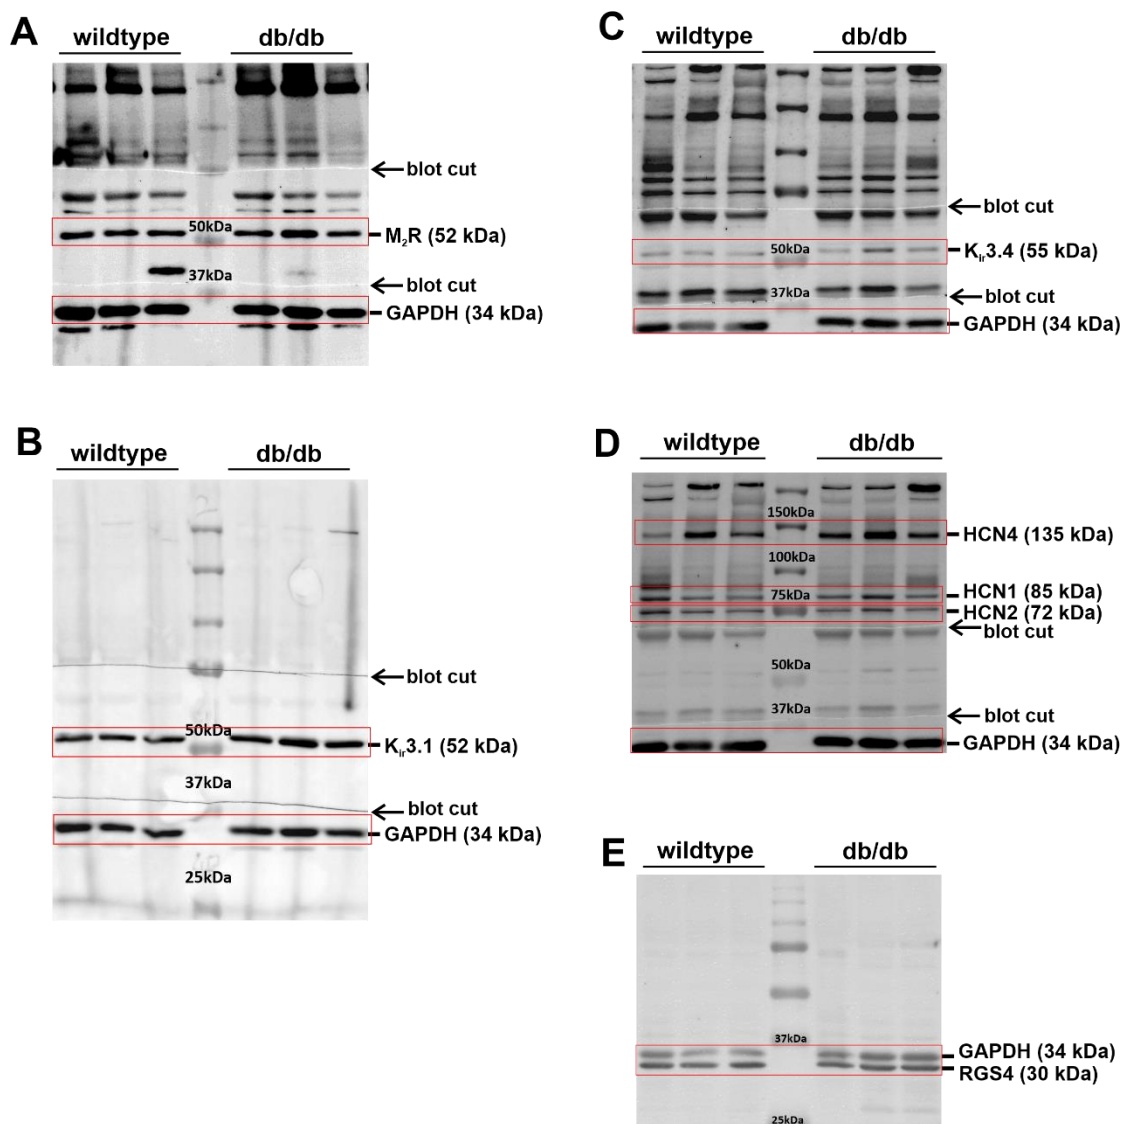 A
wildtype
db/db
blot cut
50kDa
M₂R (52 kDa)
37kDa
blot cut
GAPDH (34 kDa)
B
wildtype
db/db
blot cut
50kDa
Kir3.1 (52 kDa)
37kDa
blot cut
GAPDH (34 kDa)
25kDa
C
wildtype
db/db
blot cut
50kDa
Kir3.4 (55 kDa)
37kDa
blot cut
GAPDH (34 kDa)
D
wildtype
db/db
150kDa
HCN4 (135 kDa)
100kDa
75kDa
HCN1 (85 kDa)
HCN2 (72 kDa)
blot cut
50kDa
37kDa
blot cut
GAPDH (34 kDa)
E
wildtype
db/db
37kDa
GAPDH (34 kDa)
RGS4 (30 kDa)
25kDa